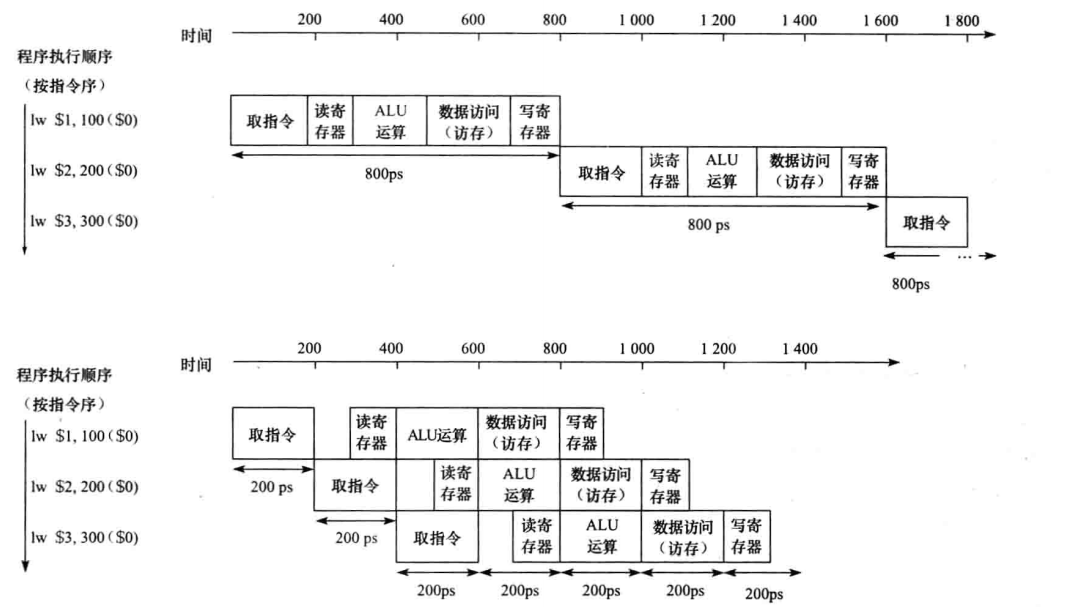 200 400 600 800 1 000 1 200 1 400 1 600 1 800
时间
程序执行顺序
（按指令序）
lw $1, 100($0)
取指令
读寄存器
ALU运算
数据访问（访存）
写寄存器
800ps
lw $2, 200($0)
取指令
读寄存器
ALU运算
数据访问（访存）
写寄存器
800 ps
lw $3, 300($0)
取指令
...
800ps
200 400 600 800 1 000 1 200 1 400
时间
程序执行顺序
（按指令序）
lw $1, 100($0)
取指令
读寄存器
ALU运算
数据访问（访存）
写寄存器
200 ps
lw $2, 200($0)
取指令
读寄存器
ALU运算
数据访问（访存）
写寄存器
200 ps
lw $3, 300($0)
取指令
读寄存器
ALU运算
数据访问（访存）
写寄存器
200ps 200ps 200ps 200ps 200ps